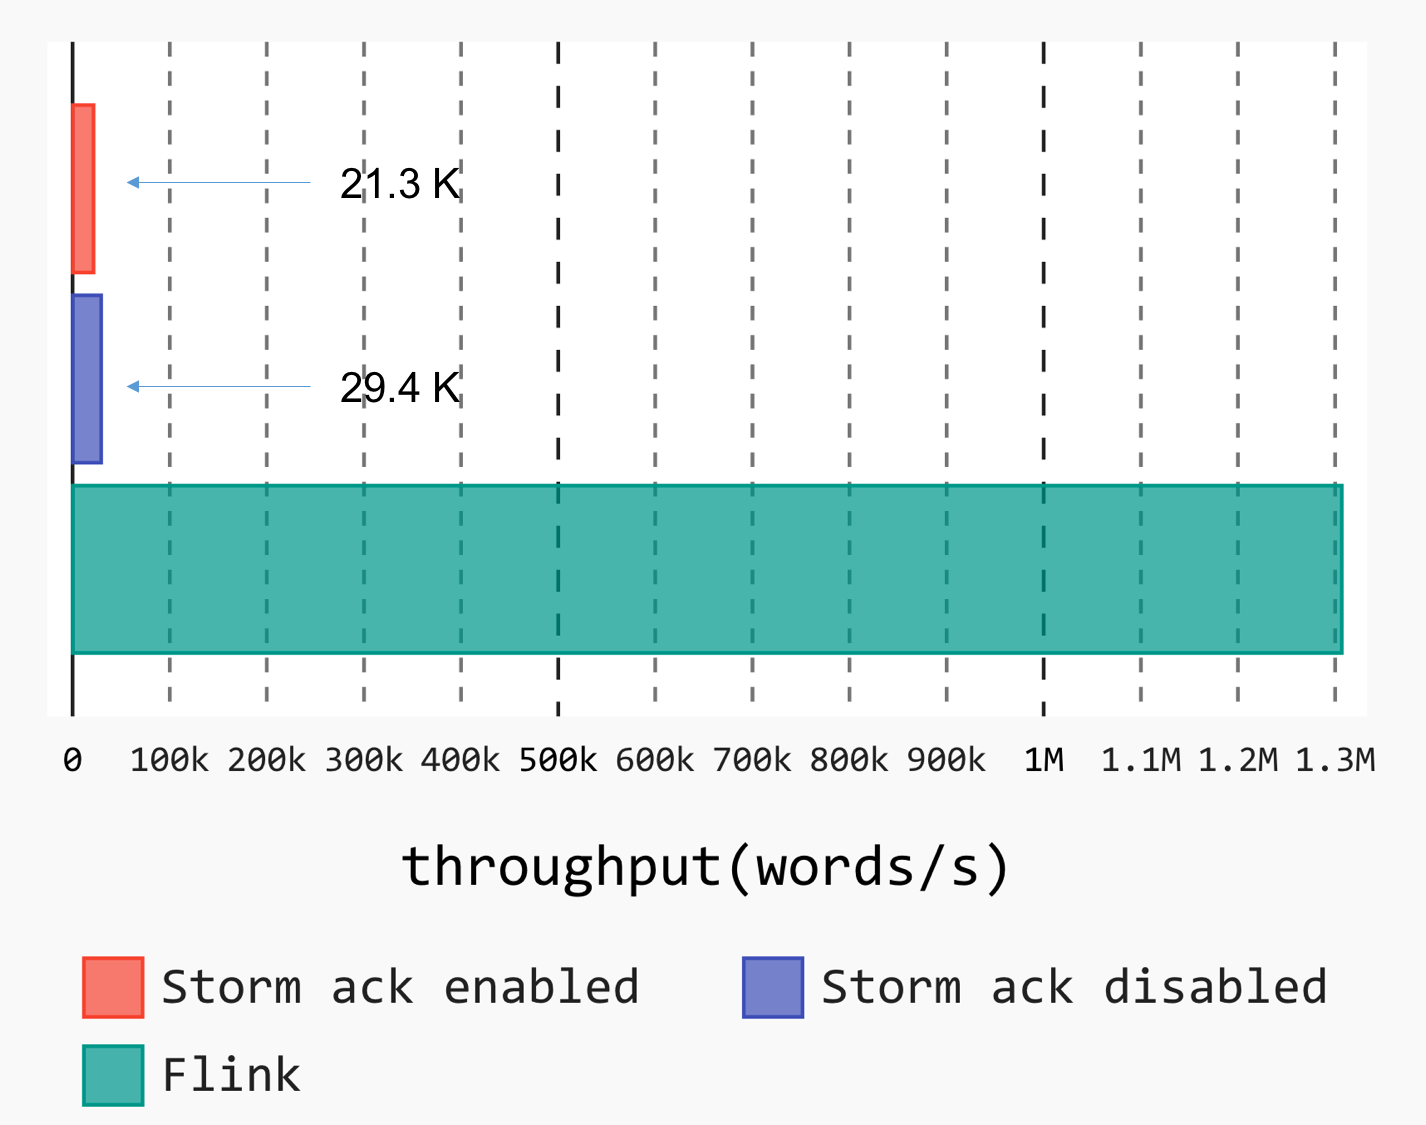 21.3 K
29.4 K
0 100k 200k 300k 400k 500k 600k 700k 800k 900k 1M 1.1M 1.2M 1.3M
throughput(words/s)
Storm ack enabled Storm ack disabled
Flink